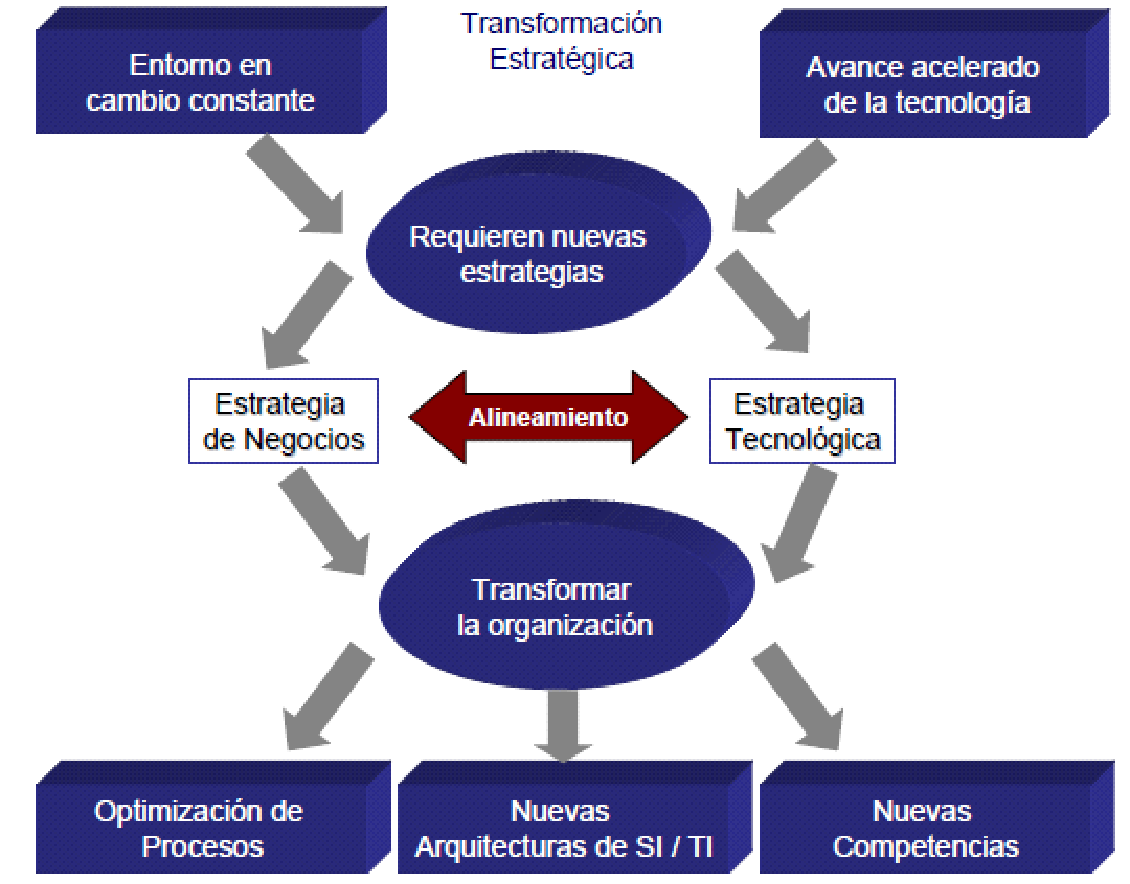 Transformación
Estratégica
Entorno en
cambio constante
Avance acelerado
de la tecnología
Requieren nuevas
estrategias
Estrategia
de Negocios
Alineamiento
Estrategia
Tecnológica
Transformar
la organización
Optimización de
Procesos
Nuevas
Arquitecturas de SI / TI
Nuevas
Competencias